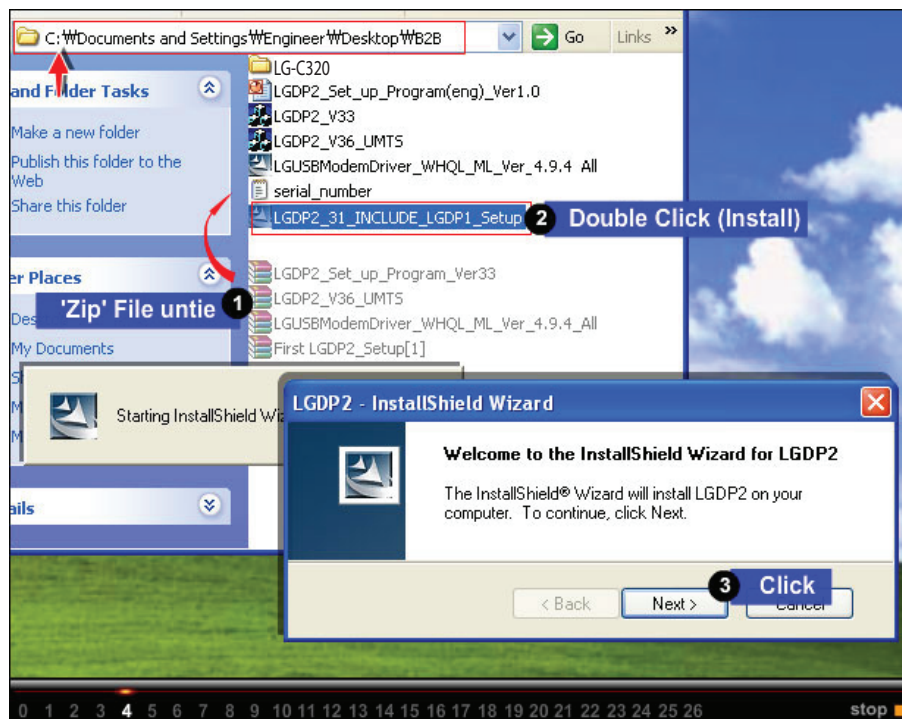 C:₩Documents and Settings₩Engineer₩Desktop₩B2B
Go
Links »
and Folder Tasks
Make a new folder
Publish this folder to the
Web
Share this folder
LG-C320
LGDP2_Set_up_Program(eng)_Ver1.0
LGDP2_V33
LGDP2_V36_UMTS
LGUSBModemDriver_WHQL_ML_Ver_4.9.4 All
serial_number
LGDP2_31_INCLUDE_LGDP1_Setup
2 Double Click (Install)
er Places
'Zip' File untie 1
My Documents
LGDP2_Set_up_Program_Ver33
LGDP2_V36_UMTS
LGUSBModemDriver_WHQL_ML_Ver_4.9.4_All
First LGDP2_Setup[1]
Starting InstallShield Wiz
ails
LGDP2 - InstallShield Wizard
Welcome to the InstallShield Wizard for LGDP2
The InstallShield® Wizard will install LGDP2 on your
computer. To continue, click Next.
3 Click
< Back
Next >
Cancel
0 1 2 3 4 5 6 7 8 9 10 11 12 13 14 15 16 17 18 19 20 21 22 23 24 25 26
stop